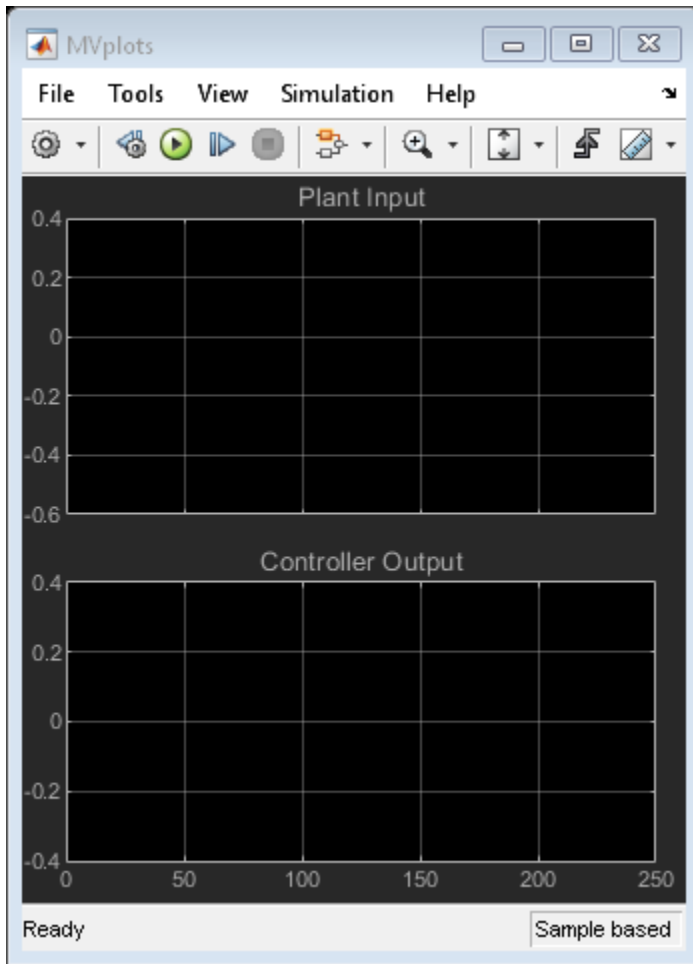 MVplots
File Tools View Simulation Help
Plant Input
0.4
0.2
0
-0.2
-0.4
-0.6
Controller Output
0.4
0.2
0
-0.2
-0.4
0 50 100 150 200 250
Ready Sample based